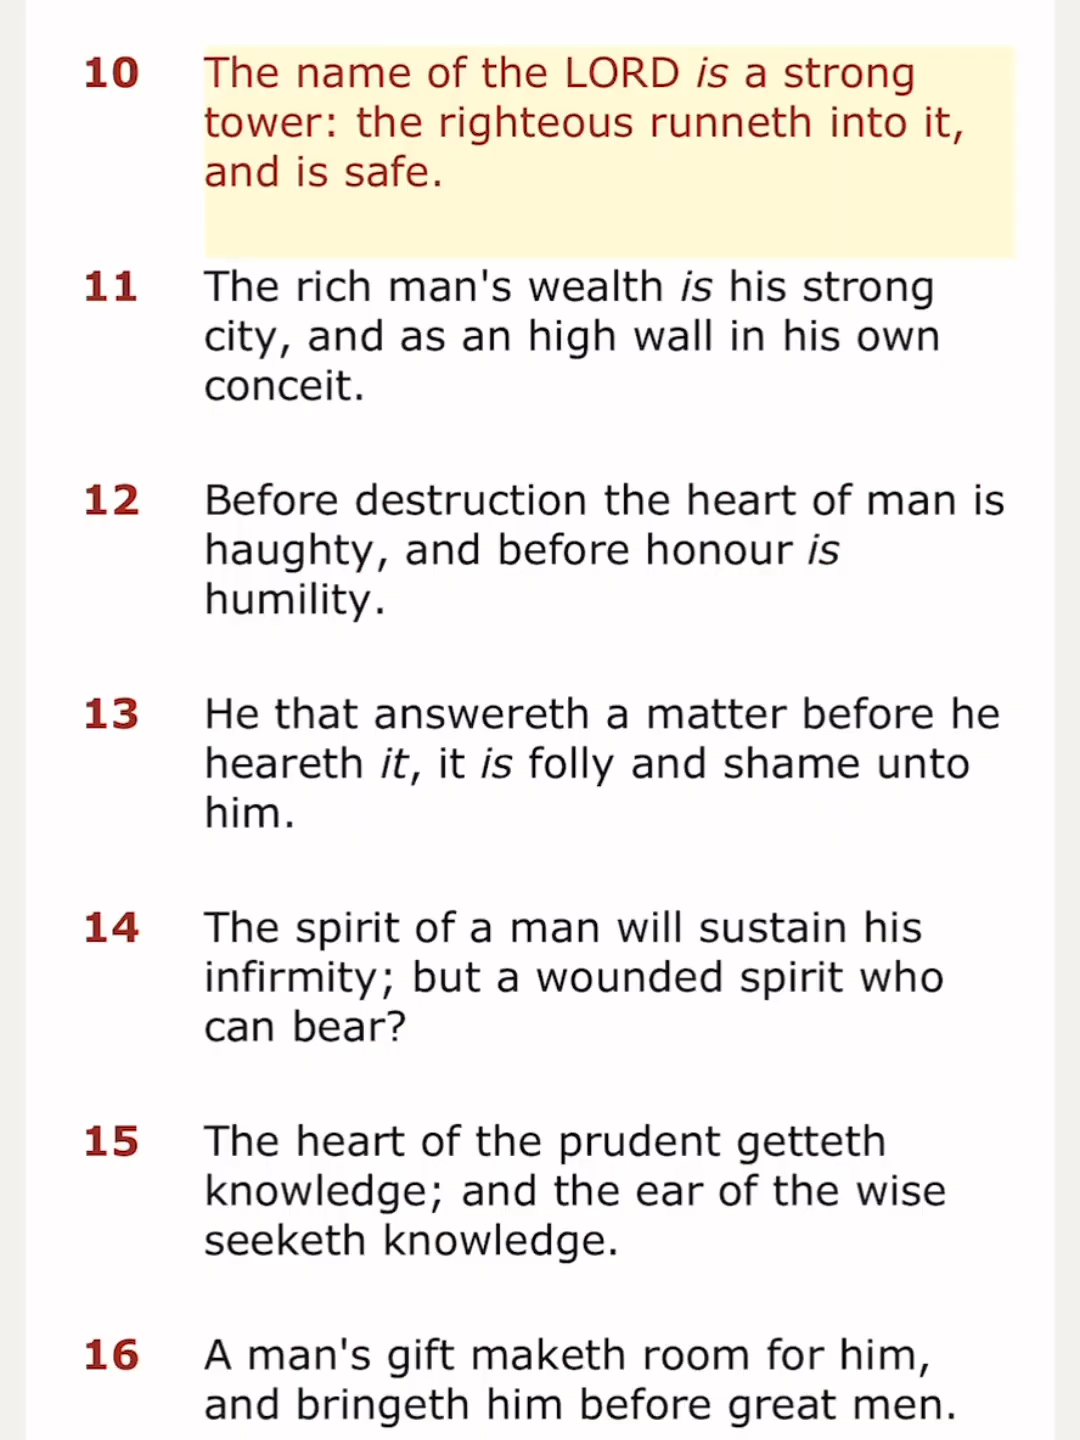 10 The name of the LORD is a strong
tower: the righteous runneth into it,
and is safe.
11 The rich man's wealth is his strong
city, and as an high wall in his own
conceit.
12 Before destruction the heart of man is
haughty, and before honour is
humility.
13 He that answereth a matter before he
heareth it, it is folly and shame unto
him.
14 The spirit of a man will sustain his
infirmity; but a wounded spirit who
can bear?
15 The heart of the prudent getteth
knowledge; and the ear of the wise
seeketh knowledge.
16 A man's gift maketh room for him,
and bringeth him before great men.